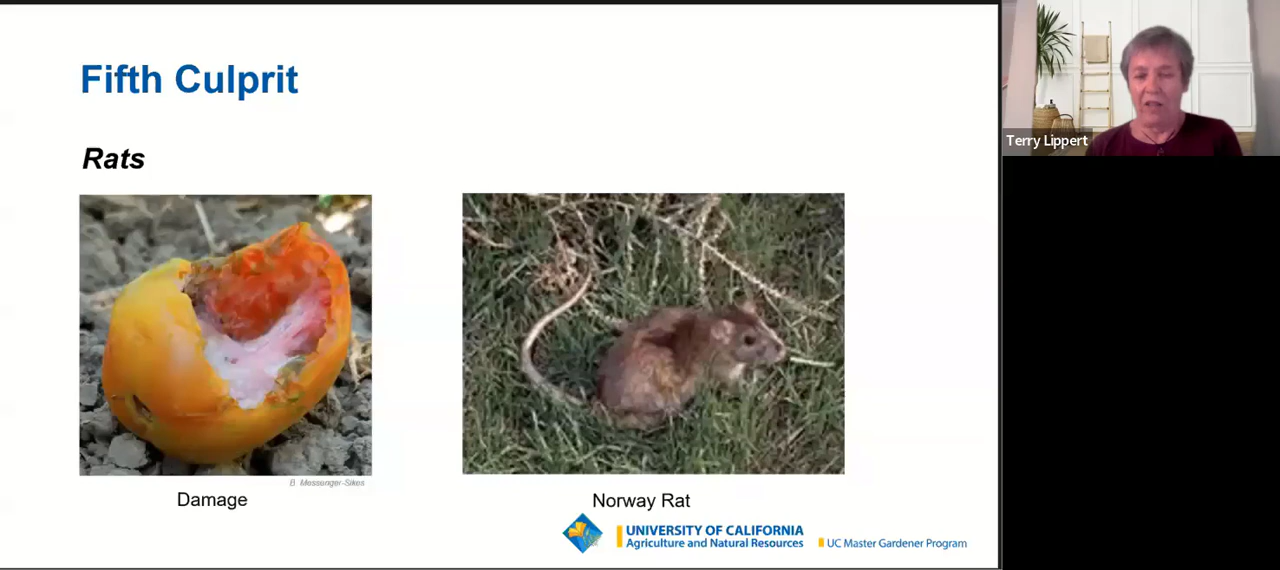 Fifth Culprit
Terry Lippert
Rats
B. Messenger-Sikes
Damage
Norway Rat
UNIVERSITY OF CALIFORNIA
Agriculture and Natural Resources
UC Master Gardener Program